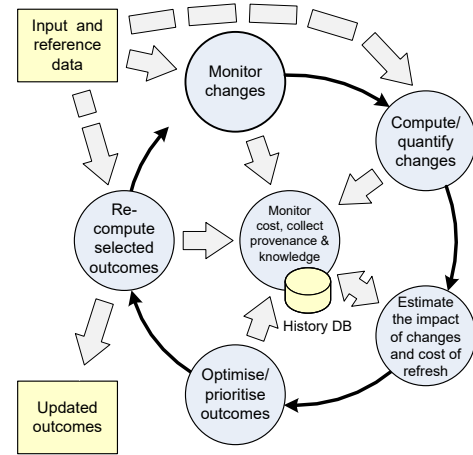 Input and
reference
data
Monitor
changes
Compute/
quantify
changes
Re-
compute
selected
outcomes
Monitor
cost, collect
provenance &
knowledge
History DB
Estimate
the impact
of changes
and cost of
refresh
Optimise/
prioritise
outcomes
Updated
outcomes